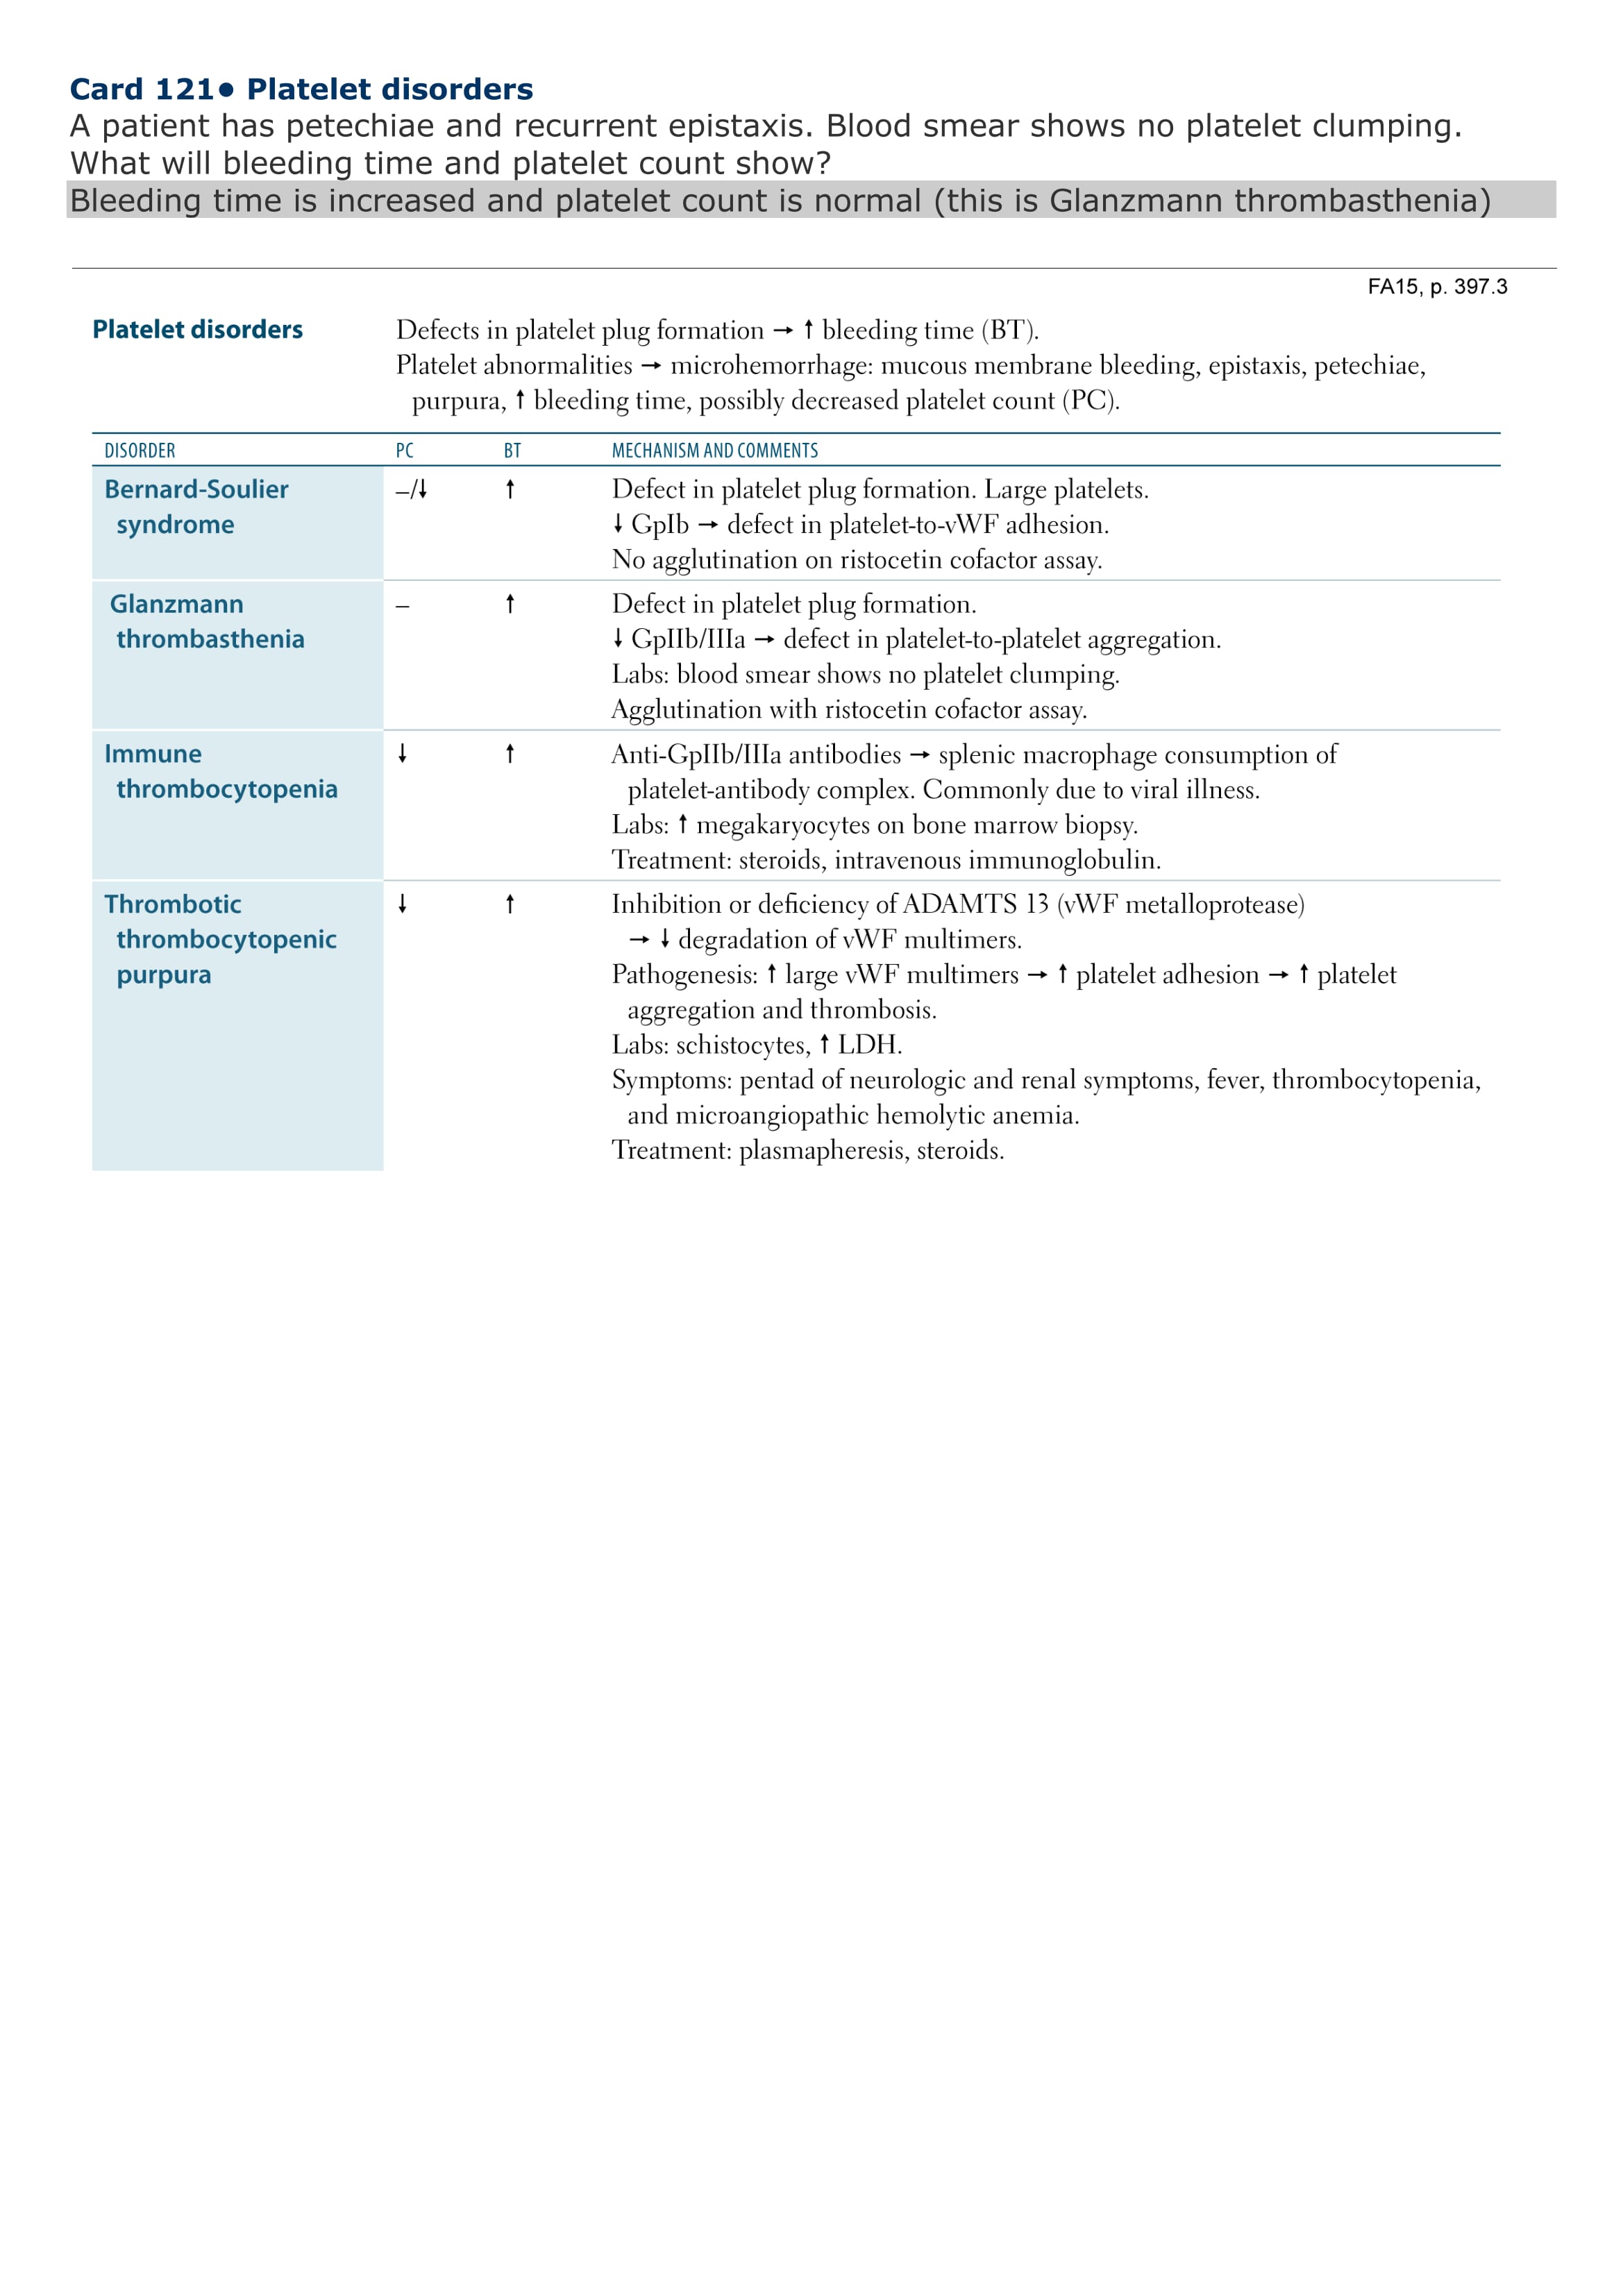 Card 121• Platelet disorders
A patient has petechiae and recurrent epistaxis. Blood smear shows no platelet clumping.
What will bleeding time and platelet count show?
Bleeding time is increased and platelet count is normal (this is Glanzmann thrombasthenia)
FA15, p. 397.3
Platelet disorders
Defects in platelet plug formation → ↑ bleeding time (BT).
Platelet abnormalities → microhemorrhage: mucous membrane bleeding, epistaxis, petechiae,
purpura, ↑ bleeding time, possibly decreased platelet count (PC).
DISORDER PC BT MECHANISM AND COMMENTS
Bernard-Soulier –/↓ ↑ Defect in platelet plug formation. Large platelets.
syndrome ↓ GpIb → defect in platelet-to-vWF adhesion.
No agglutination on ristocetin cofactor assay.
Glanzmann – ↑ Defect in platelet plug formation.
thrombasthenia ↓ GpIIb/IIIa → defect in platelet-to-platelet aggregation.
Labs: blood smear shows no platelet clumping.
Agglutination with ristocetin cofactor assay.
Immune ↓ ↑ Anti-GpIIb/IIIa antibodies → splenic macrophage consumption of
thrombocytopenia platelet-antibody complex. Commonly due to viral illness.
Labs: ↑ megakaryocytes on bone marrow biopsy.
Treatment: steroids, intravenous immunoglobulin.
Thrombotic ↓ ↑ Inhibition or deficiency of ADAMTS 13 (vWF metalloprotease)
thrombocytopenic → ↓ degradation of vWF multimers.
purpura Pathogenesis: ↑ large vWF multimers → ↑ platelet adhesion → ↑ platelet
aggregation and thrombosis.
Labs: schistocytes, ↑ LDH.
Symptoms: pentad of neurologic and renal symptoms, fever, thrombocytopenia,
and microangiopathic hemolytic anemia.
Treatment: plasmapheresis, steroids.